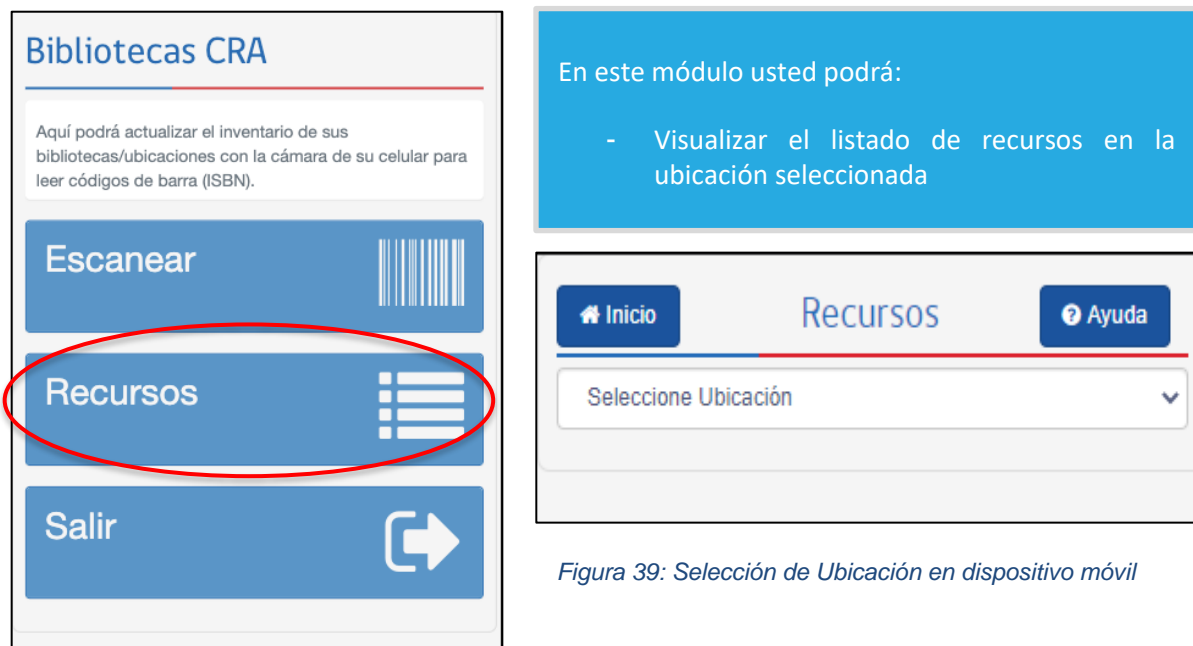 Bibliotecas CRA
Aquí podrá actualizar el inventario de sus
bibliotecas/ubicaciones con la cámara de su celular para
leer códigos de barra (ISBN).
Escanear
Recursos
Salir
En este módulo usted podrá:
- Visualizar el listado de recursos en la
ubicación seleccionada
Inicio
Recursos
Ayuda
Seleccione Ubicación
Figura 39: Selección de Ubicación en dispositivo móvil